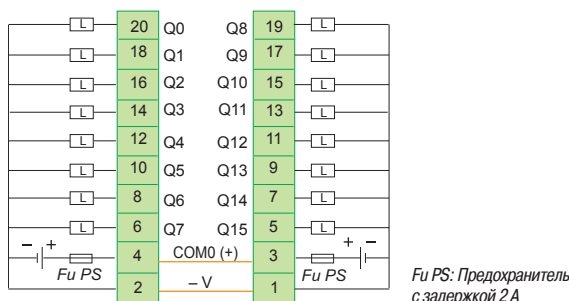 L 20 Q0 Q8 19 L
L 18 Q1 Q9 17 L
L 16 Q2 Q10 15 L
L 14 Q3 Q11 13 L
L 12 Q4 Q12 11 L
L 10 Q5 Q13 9 L
L 8 Q6 Q14 7 L
L 6 Q7 Q15 5 L
– + 4 COM0 (+) 3 + –
Fu PS 2 – V 1 Fu PS
Fu PS: Предохранитель
с задержкой 2 А